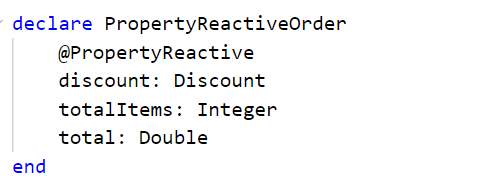 declare PropertyReactiveOrder
    @PropertyReactive
    discount: Discount
    totalItems: Integer
    total: Double
end